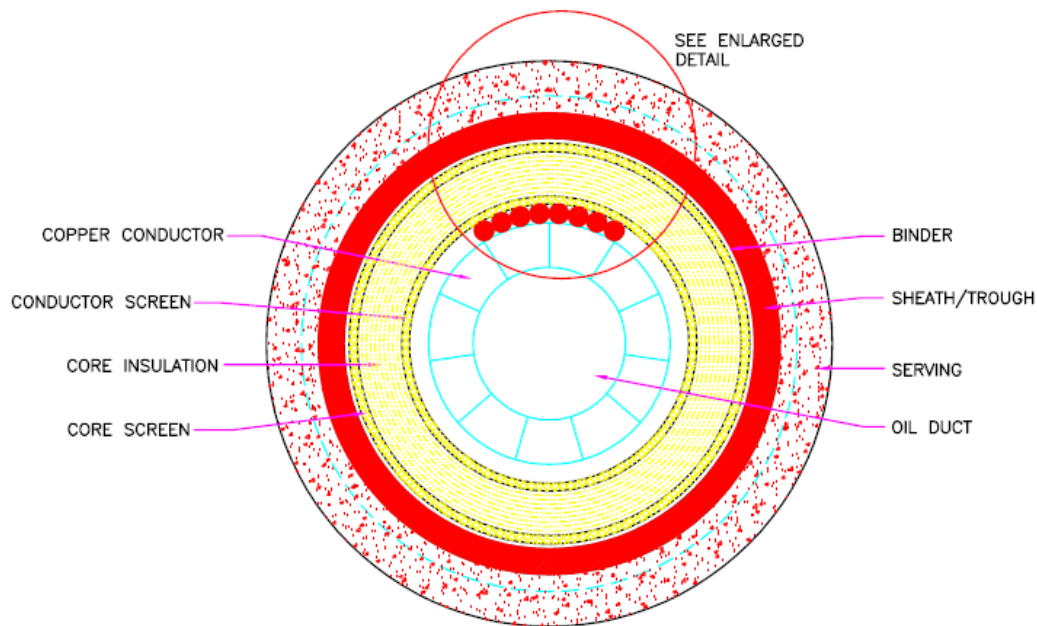 SEE ENLARGED
DETAIL
COPPER CONDUCTOR
CONDUCTOR SCREEN
CORE INSULATION
CORE SCREEN
BINDER
SHEATH/TROUGH
SERVING
OIL DUCT